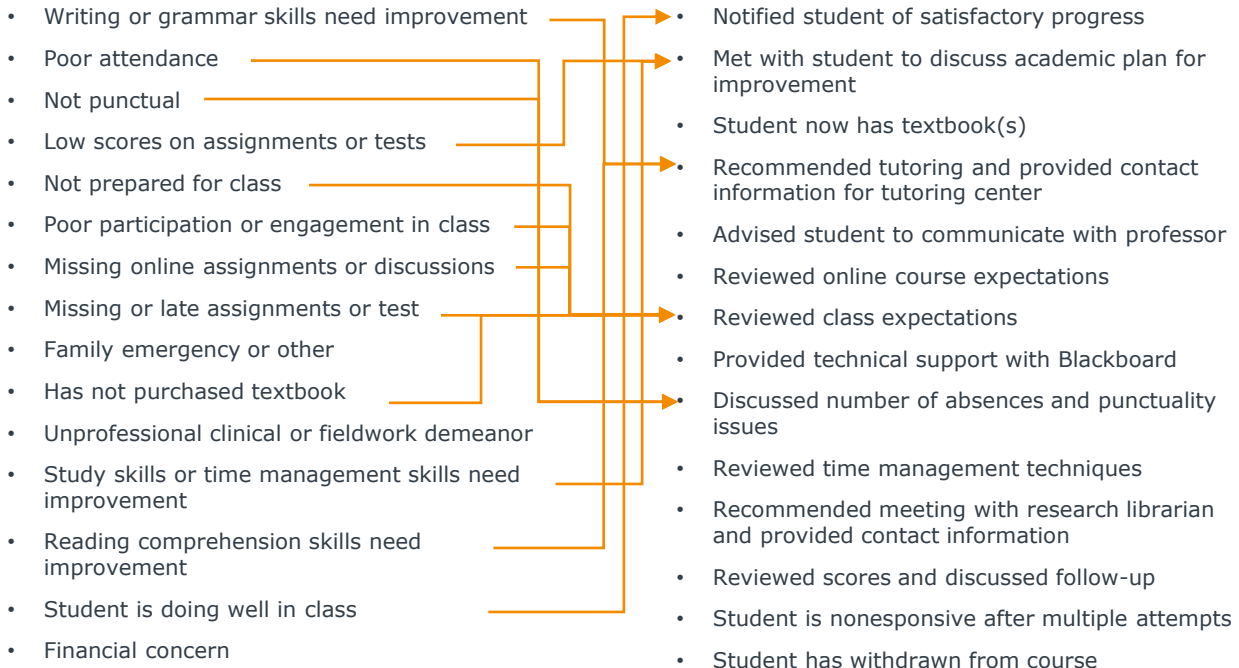 • Writing or grammar skills need improvement
• Poor attendance
• Not punctual
• Low scores on assignments or tests
• Not prepared for class
• Poor participation or engagement in class
• Missing online assignments or discussions
• Missing or late assignments or test
• Family emergency or other
• Has not purchased textbook
• Unprofessional clinical or fieldwork demeanor
• Study skills or time management skills need
improvement
• Reading comprehension skills need
improvement
• Student is doing well in class
• Financial concern
• Notified student of satisfactory progress
• Met with student to discuss academic plan for
improvement
• Student now has textbook(s)
• Recommended tutoring and provided contact
information for tutoring center
• Advised student to communicate with professor
• Reviewed online course expectations
• Reviewed class expectations
• Provided technical support with Blackboard
• Discussed number of absences and punctuality
issues
• Reviewed time management techniques
• Recommended meeting with research librarian
and provided contact information
• Reviewed scores and discussed follow-up
• Student is nonesponsive after multiple attempts
• Student has withdrawn from course